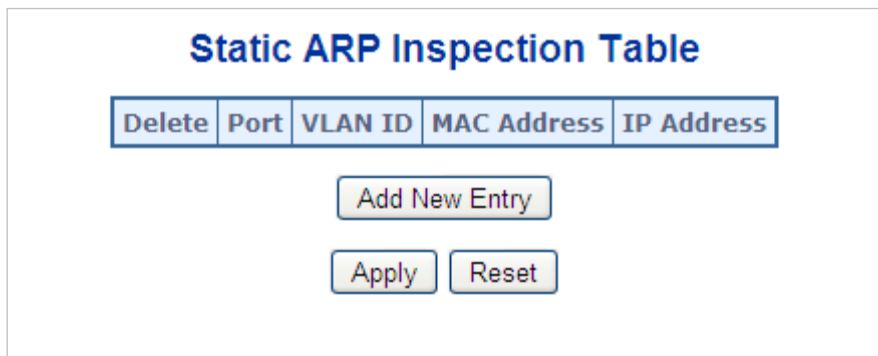 Static ARP Inspection Table
Delete Port VLAN ID MAC Address IP Address
Add New Entry
Apply Reset